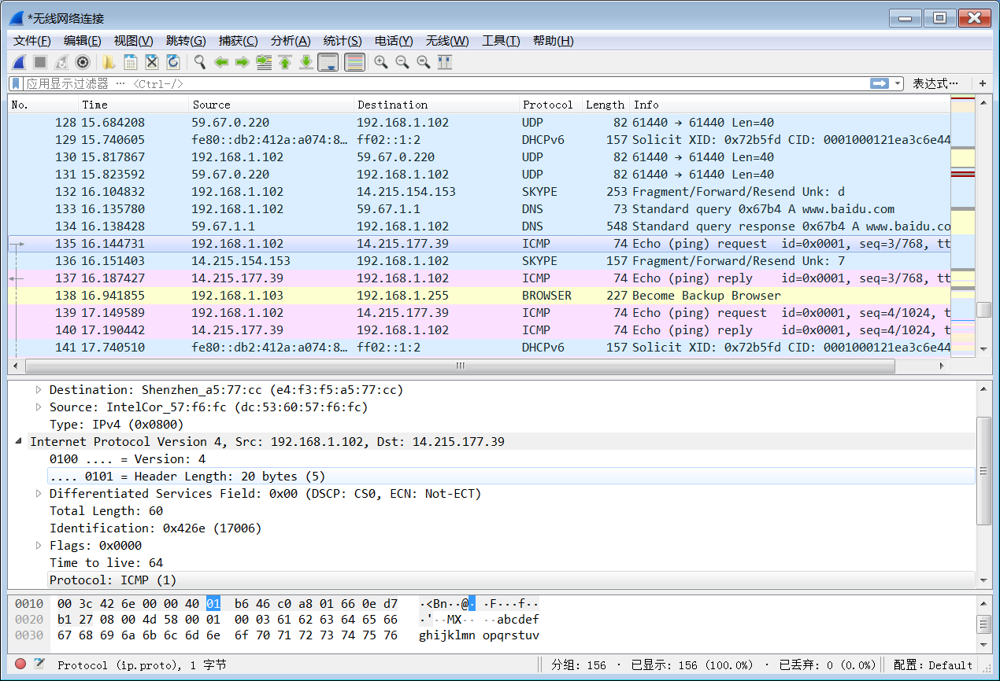 *无线网络连接
文件(F) 编辑(E) 视图(V) 跳转(G) 捕获(C) 分析(A) 统计(S) 电话(Y) 无线(W) 工具(T) 帮助(H)
应用显示过滤器 ⋯ <Ctrl-/> 表达式⋯ +
No. Time Source Destination Protocol Length Info
128 15.684208 59.67.0.220 192.168.1.102 UDP 82 61440 → 61440 Len=40
129 15.740605 fe80::db2:412a:a074:8… ff02::1:2 DHCPv6 157 Solicit XID: 0x72b5fd CID: 0001000121ea3c6e44
130 15.817867 192.168.1.102 59.67.0.220 UDP 82 61440 → 61440 Len=40
131 15.823592 59.67.0.220 192.168.1.102 UDP 82 61440 → 61440 Len=40
132 16.104832 192.168.1.102 14.215.154.153 SKYPE 253 Fragment/Forward/Resend Unk: d
133 16.135780 192.168.1.102 59.67.1.1 DNS 73 Standard query 0x67b4 A www.baidu.com
134 16.138428 59.67.1.1 192.168.1.102 DNS 548 Standard query response 0x67b4 A www.baidu.co
135 16.144731 192.168.1.102 14.215.177.39 ICMP 74 Echo (ping) request id=0x0001, seq=3/768, tt
136 16.151403 14.215.154.153 192.168.1.102 SKYPE 157 Fragment/Forward/Resend Unk: 7
137 16.187427 14.215.177.39 192.168.1.102 ICMP 74 Echo (ping) reply id=0x0001, seq=3/768, tt
138 16.941855 192.168.1.103 192.168.1.255 BROWSER 227 Become Backup Browser
139 17.149589 192.168.1.102 14.215.177.39 ICMP 74 Echo (ping) request id=0x0001, seq=4/1024, t
140 17.190442 14.215.177.39 192.168.1.102 ICMP 74 Echo (ping) reply id=0x0001, seq=4/1024, t
141 17.740510 fe80::db2:412a:a074:8… ff02::1:2 DHCPv6 157 Solicit XID: 0x72b5fd CID: 0001000121ea3c6e44
Destination: Shenzhen_a5:77:cc (e4:f3:f5:a5:77:cc)
Source: IntelCor_57:f6:fc (dc:53:60:57:f6:fc)
Type: IPv4 (0x0800)
Internet Protocol Version 4, Src: 192.168.1.102, Dst: 14.215.177.39
0100 .... = Version: 4
.... 0101 = Header Length: 20 bytes (5)
Differentiated Services Field: 0x00 (DSCP: CS0, ECN: Not-ECT)
Total Length: 60
Identification: 0x426e (17006)
Flags: 0x0000
Time to live: 64
Protocol: ICMP (1)
0010 00 3c 42 6e 00 00 40 01 b6 46 c0 a8 01 66 0e d7 ·<Bn··@· ·F···f··
0020 b1 27 08 00 4d 58 00 01 00 03 61 62 63 64 65 66 ·'··MX·· ··abcdef
0030 67 68 69 6a 6b 6c 6d 6e 6f 70 71 72 73 74 75 76 ghijklmn opqrstuv
Protocol (ip.proto), 1 字节 分组: 156 · 已显示: 156 (100.0%) · 已丢弃: 0 (0.0%) 配置: Default